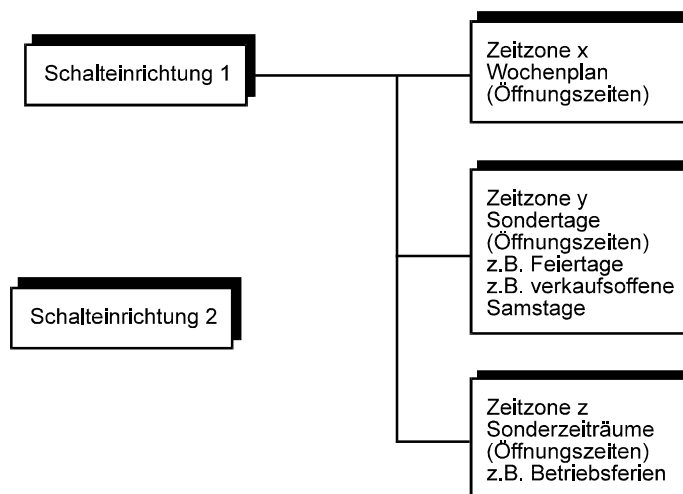 Schalteinrichtung 1
Zeitzone x
Wochenplan
(Öffnungszeiten)
Zeitzone y
Sondertage
(Öffnungszeiten)
z.B. Feiertage
z.B. verkaufsoffene
Samstage
Schalteinrichtung 2
Zeitzone z
Sonderzeiträume
(Öffnungszeiten)
z.B. Betriebsferien